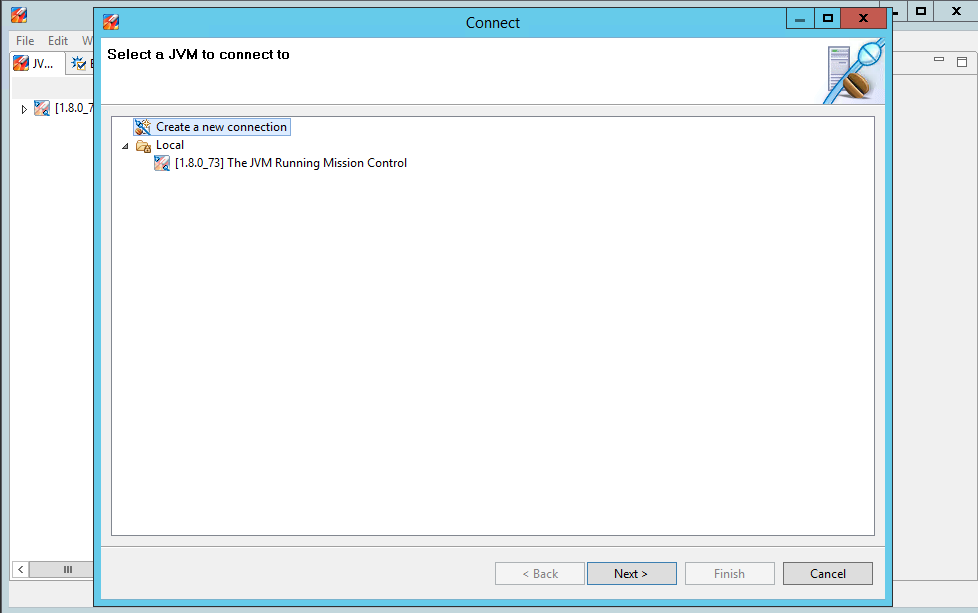 Connect
File Edit W
Select a JVM to connect to
JV...
[1.8.0_7
Create a new connection
Local
[1.8.0_73] The JVM Running Mission Control
< Back Next > Finish Cancel